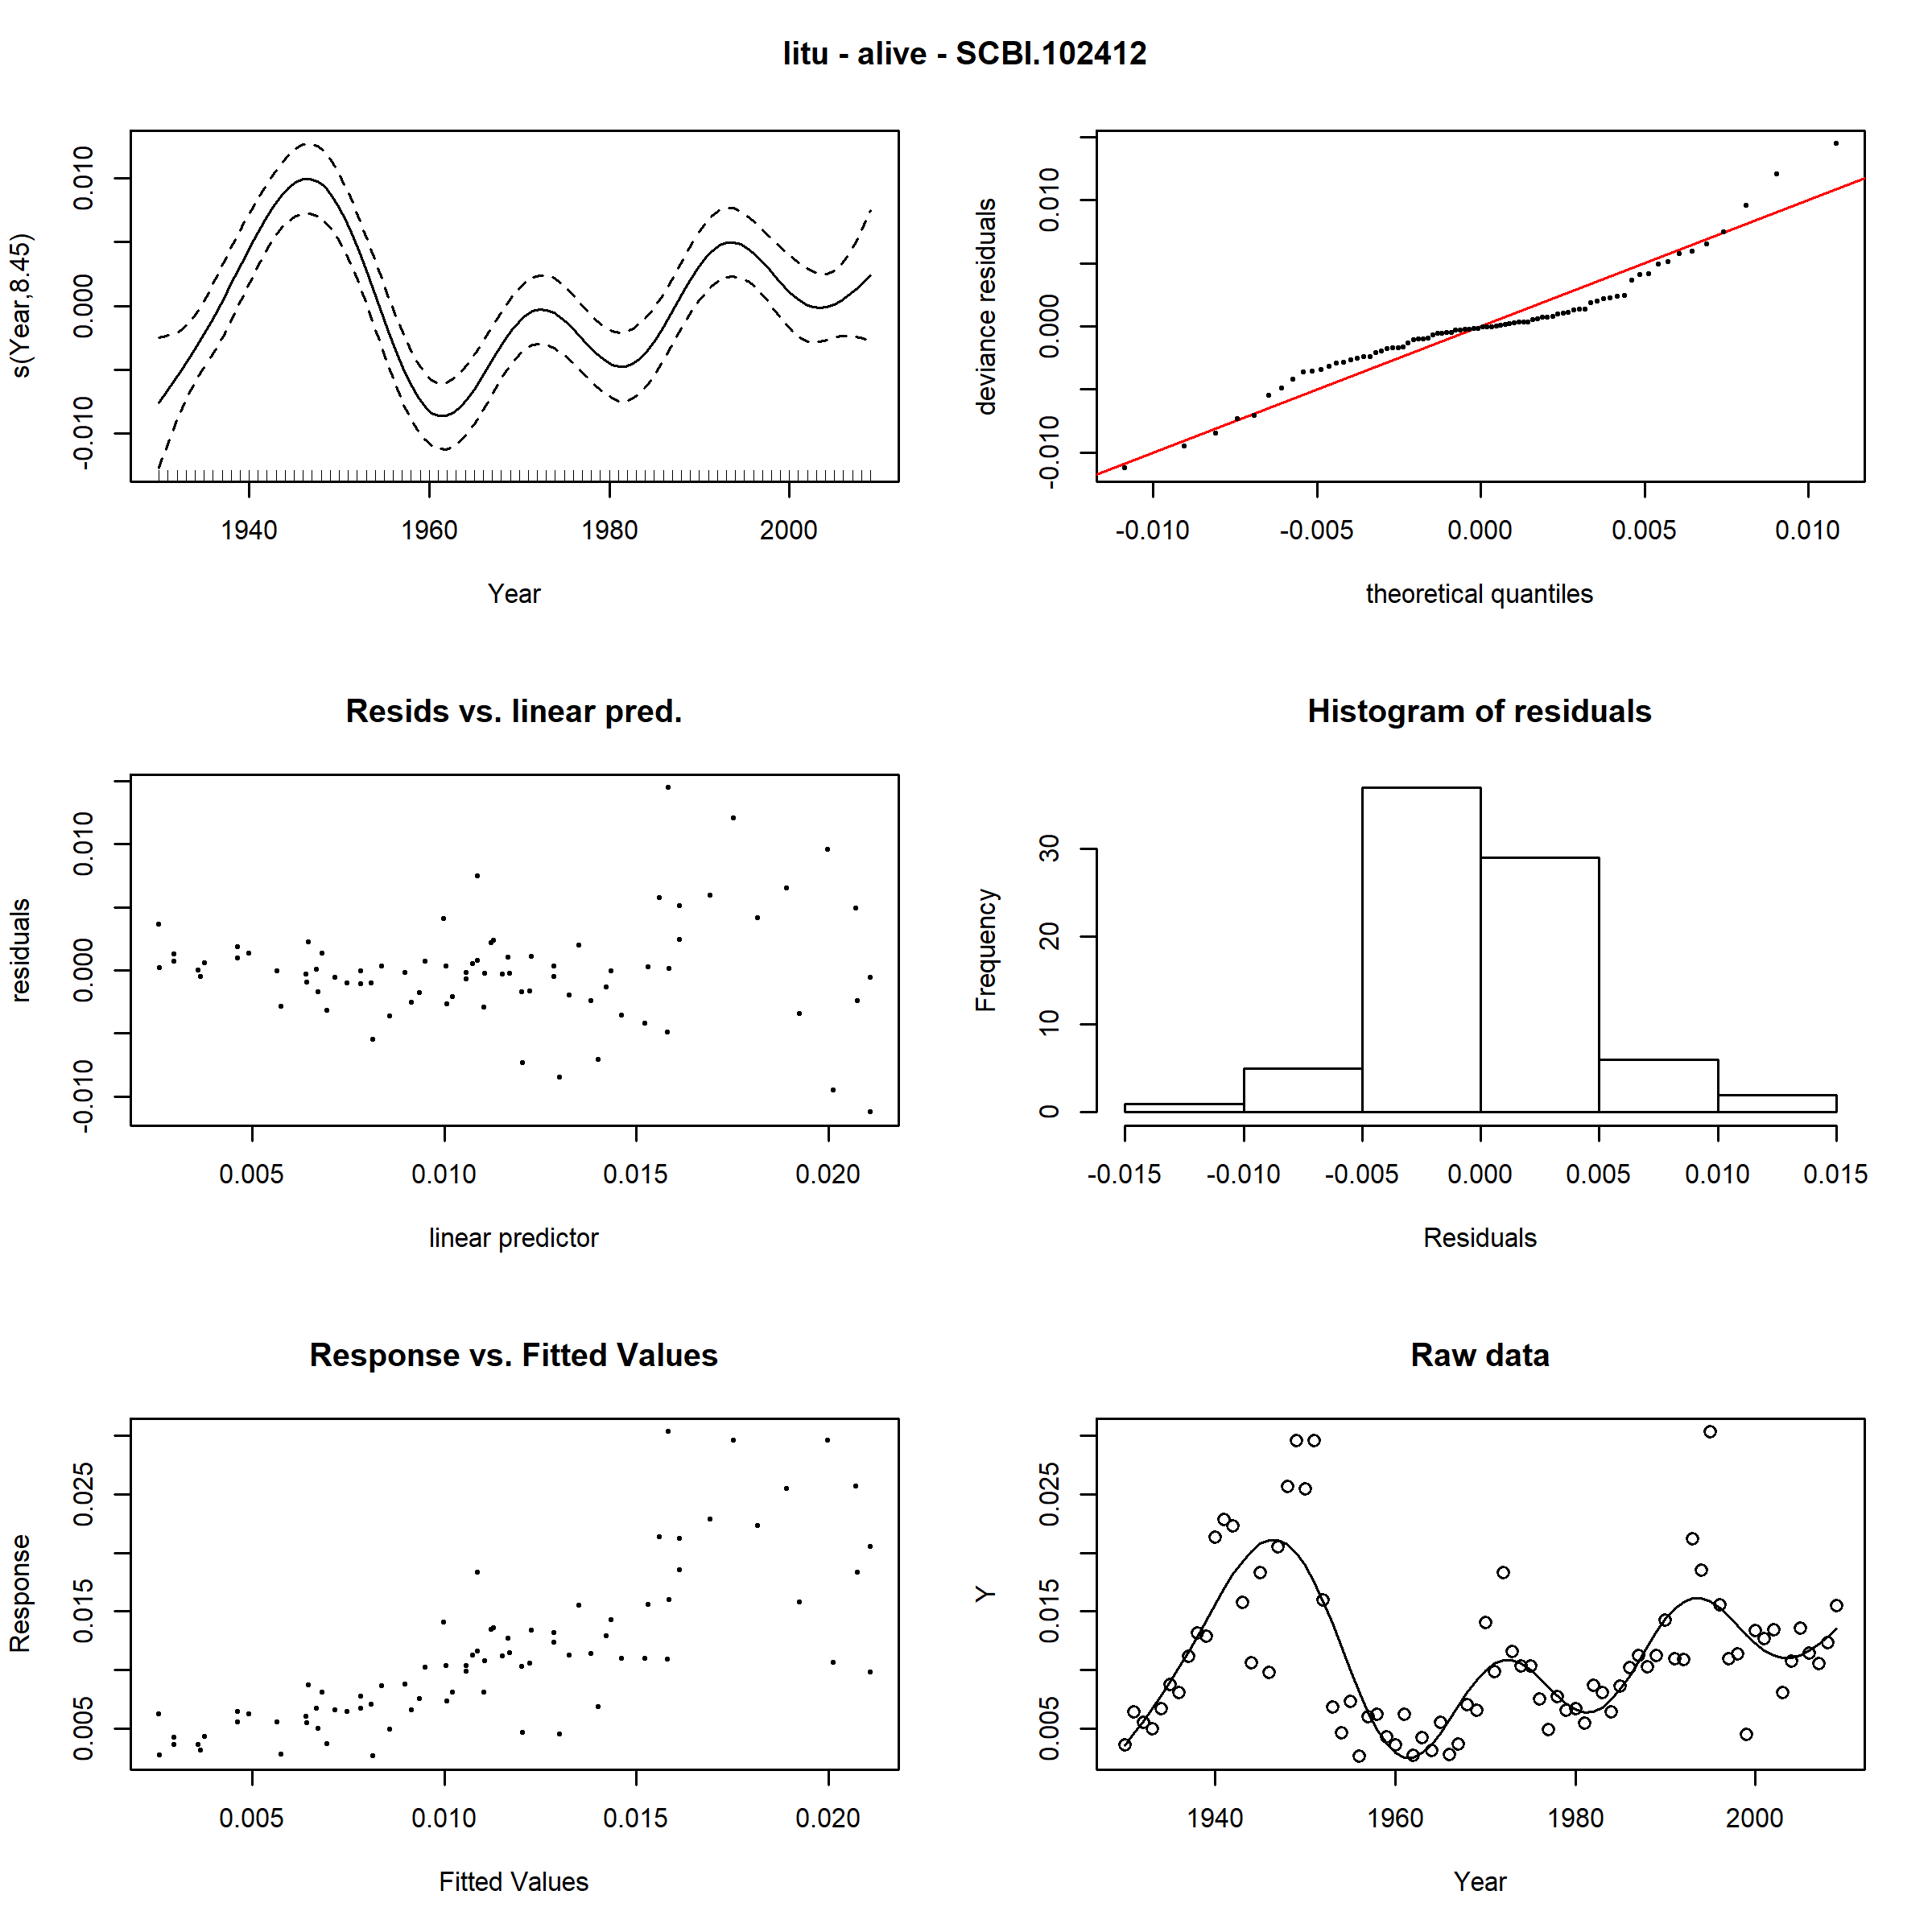 litu - alive - SCBI.102412
s(Year,8.45)
-0.010 0.000 0.010
1940 1960 1980 2000
Year
deviance residuals
-0.010 0.000 0.010
-0.010 -0.005 0.000 0.005 0.010
theoretical quantiles
Resids vs. linear pred.
residuals
-0.010 0.000 0.010
0.005 0.010 0.015 0.020
linear predictor
Histogram of residuals
Frequency
0 10 20 30
-0.015 -0.010 -0.005 0.000 0.005 0.010 0.015
Residuals
Response vs. Fitted Values
Response
0.005 0.015 0.025
0.005 0.010 0.015 0.020
Fitted Values
Raw data
Y
0.005 0.015 0.025
1940 1960 1980 2000
Year